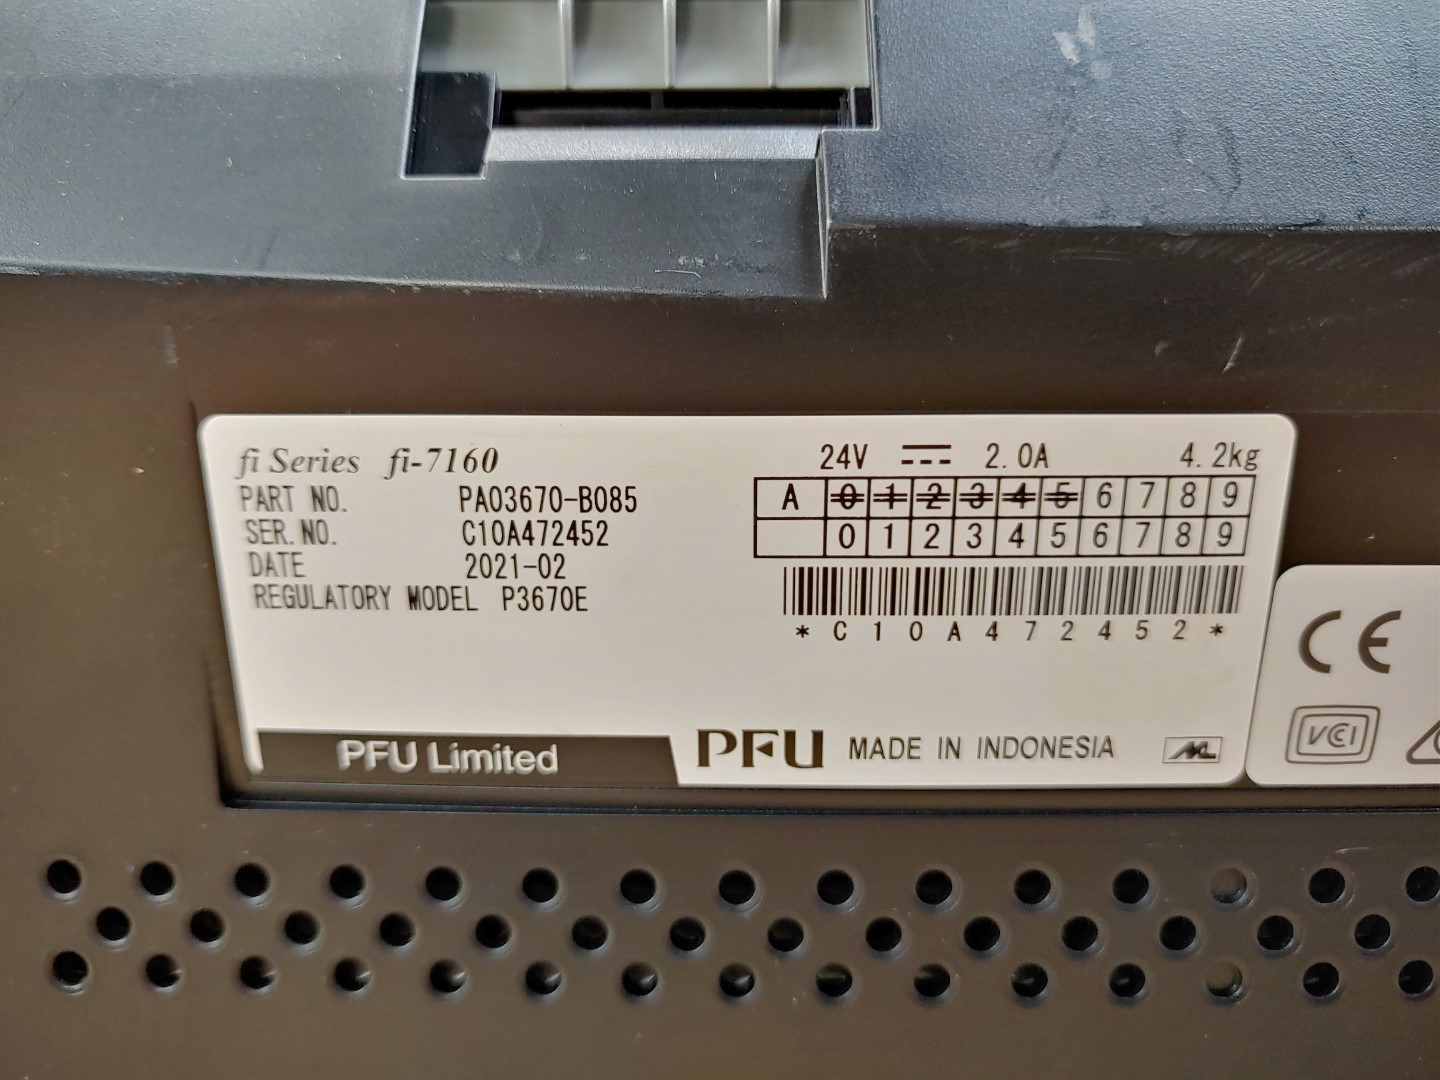 fi Series fi-7160
PART NO. PA03670-B085
SER. NO. C10A472452
DATE 2021-02
REGULATORY MODEL P3670E
24V 2.0A 4.2kg
A 0 1 2 3 4 5 6 7 8 9
0 1 2 3 4 5 6 7 8 9
*C10A472452*
PFU Limited
PFU MADE IN INDONESIA
CE
VCI